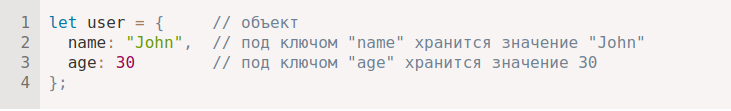 1 let user = {     // объект
2   name: "John",  // под ключом "name" хранится значение "John"
3   age: 30        // под ключом "age" хранится значение 30
4 };